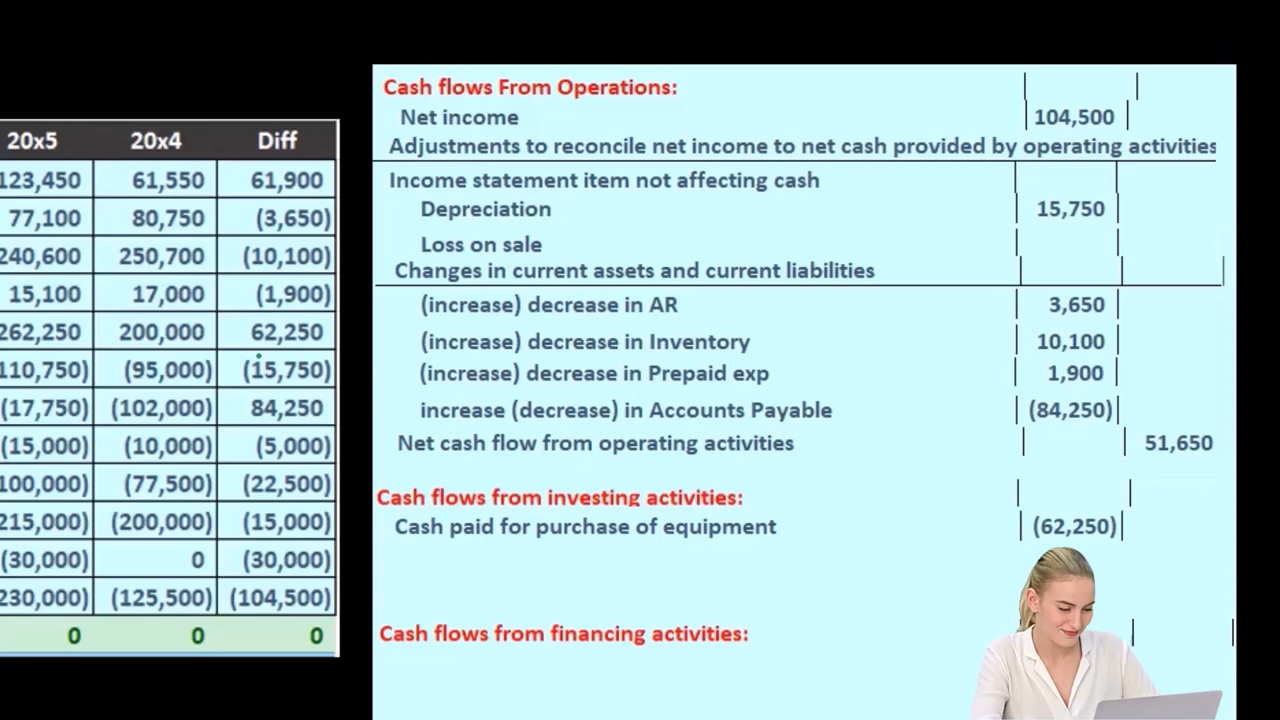 20x5 20x4 Diff
123,450 61,550 61,900
77,100 80,750 (3,650)
240,600 250,700 (10,100)
15,100 17,000 (1,900)
262,250 200,000 62,250
110,750) (95,000) (15,750)
(17,750) (102,000) 84,250
(15,000) (10,000) (5,000)
100,000) (77,500) (22,500)
215,000) (200,000) (15,000)
(30,000) 0 (30,000)
230,000) (125,500) (104,500)
0 0 0
Cash flows From Operations:
Net income 104,500
Adjustments to reconcile net income to net cash provided by operating activities
Income statement item not affecting cash
Depreciation 15,750
Loss on sale
Changes in current assets and current liabilities
(increase) decrease in AR 3,650
(increase) decrease in Inventory 10,100
(increase) decrease in Prepaid exp 1,900
increase (decrease) in Accounts Payable (84,250)
Net cash flow from operating activities 51,650
Cash flows from investing activities:
Cash paid for purchase of equipment (62,250)
Cash flows from financing activities: